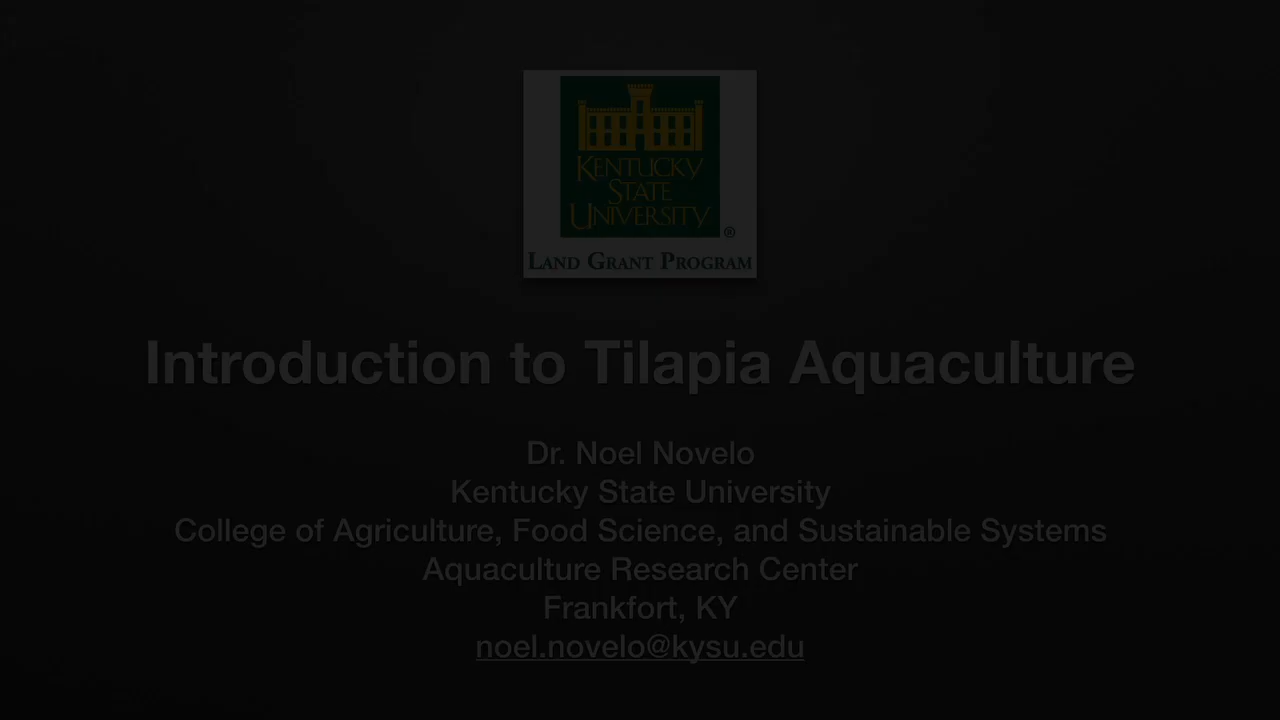 KENTUCKY
STATE
UNIVERSITY
®
LAND GRANT PROGRAM
Introduction to Tilapia Aquaculture
Dr. Noel Novelo
Kentucky State University
College of Agriculture, Food Science, and Sustainable Systems
Aquaculture Research Center
Frankfort, KY
noel.novelo@kysu.edu